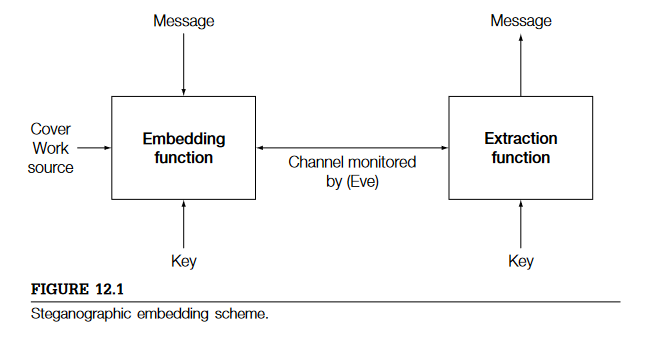 Message
Message
Cover
Work
source
Embedding
function
Channel monitored
by (Eve)
Extraction
function
Key
Key
FIGURE 12.1
Steganographic embedding scheme.